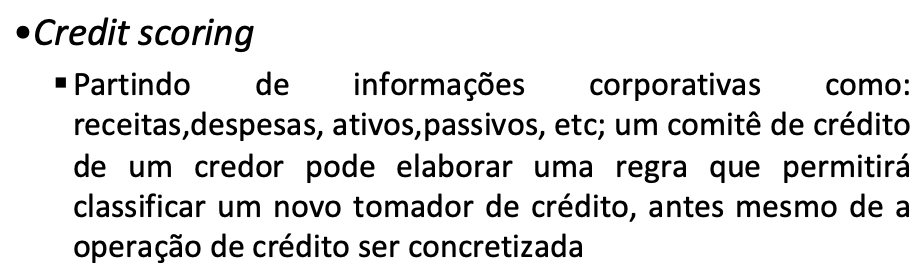 •Credit scoring
▪Partindo de informações corporativas como:
receitas,despesas, ativos,passivos, etc; um comitê de crédito
de um credor pode elaborar uma regra que permitirá
classificar um novo tomador de crédito, antes mesmo de a
operação de crédito ser concretizada